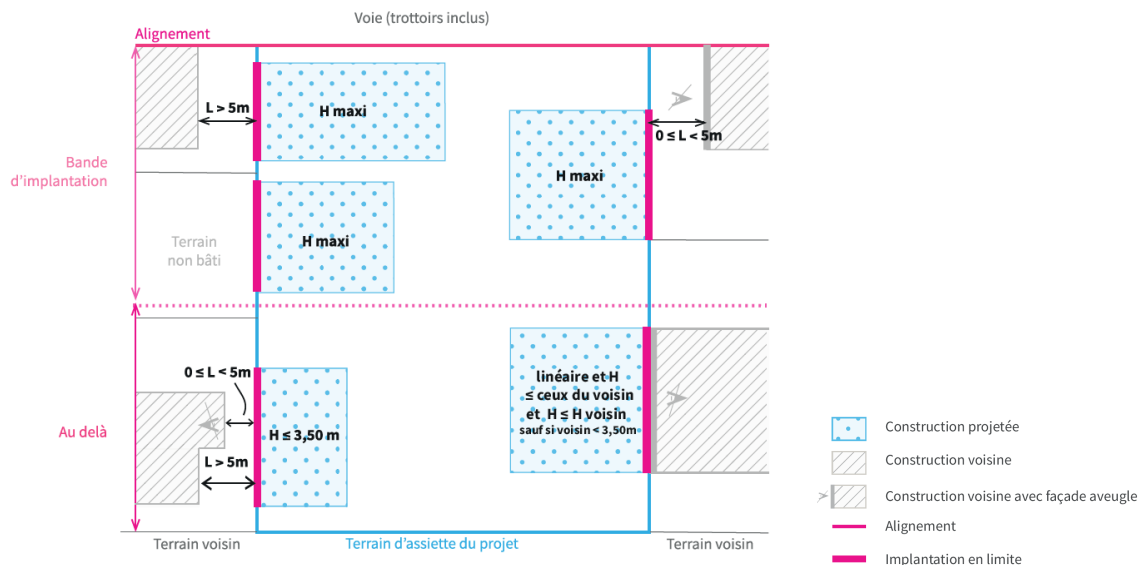 Voie (trottoirs inclus)
Alignement
L > 5m
H maxi
0 ≤ L < 5m
Bande
d'implantation
H maxi
Terrain
non bâti
H maxi
0 ≤ L < 5m
linéaire et H
≤ ceux du voisin
et H ≤ H voisin
sauf si voisin < 3,50m
Au delà
H ≤ 3,50 m
L > 5m
Terrain voisin
Terrain d'assiette du projet
Terrain voisin
Construction projetée
Construction voisine
Construction voisine avec façade aveugle
Alignement
Implantation en limite